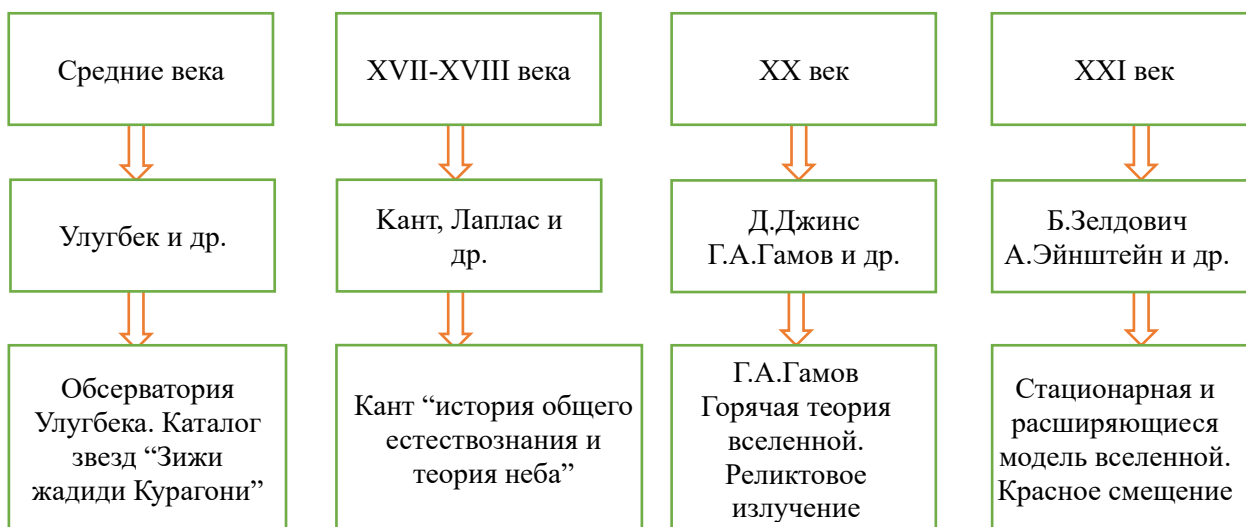 Средние века
XVII-XVIII века
XX век
XXI век
Улугбек и др.
Кант, Лаплас и
др.
Д.Джинс
Г.А.Гамов и др.
Б.Зелдович
А.Эйнштейн и др.
Обсерватория
Улугбека. Каталог
звезд “Зижи
жадиди Курагони”
Кант “история общего
естествознания и
теория неба”
Г.А.Гамов
Горячая теория
вселенной.
Реликтовое
излучение
Стационарная и
расширяющиеся
модель вселенной.
Красное смещение